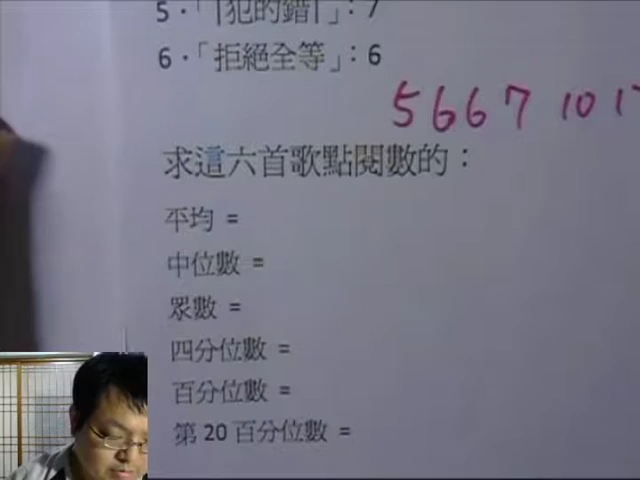 5．「犯的錯」：7
6．「拒絕全等」：6
5 6 6 7 10 17
求這六首歌點閱數的：
平均 =
中位數 =
眾數 =
四分位數 =
百分位數 =
第 20 百分位數 =